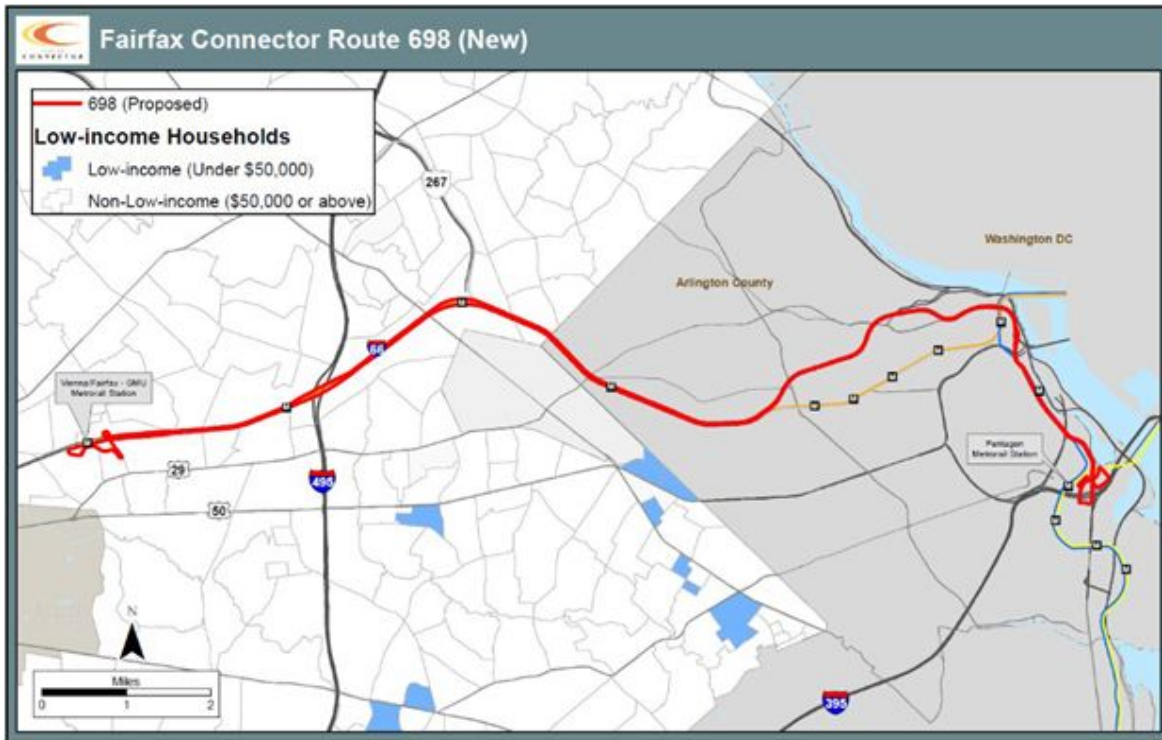 CONNECTOR
Fairfax Connector Route 698 (New)
698 (Proposed)
Low-income Households
Low-income (Under $50,000)
Non-Low-income ($50,000 or above)
267
Washington DC
Arlington County
66
Vienna/Fairfax - GMU
Metrorail Station
29
495
50
Pentagon
Metrorail Station
N
Miles
0 1 2
395